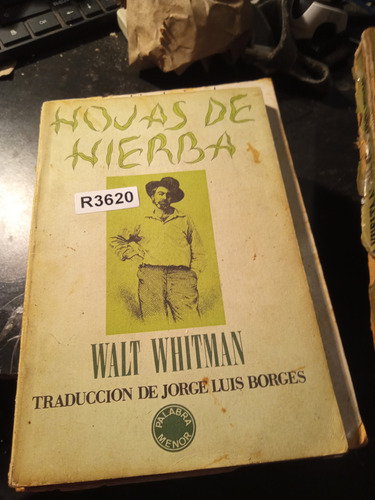 HOJAS DE
HIERBA
R3620
WALT WHITMAN
TRADUCCION DE JORGE LUIS BORGES
PALABRA
MENOR